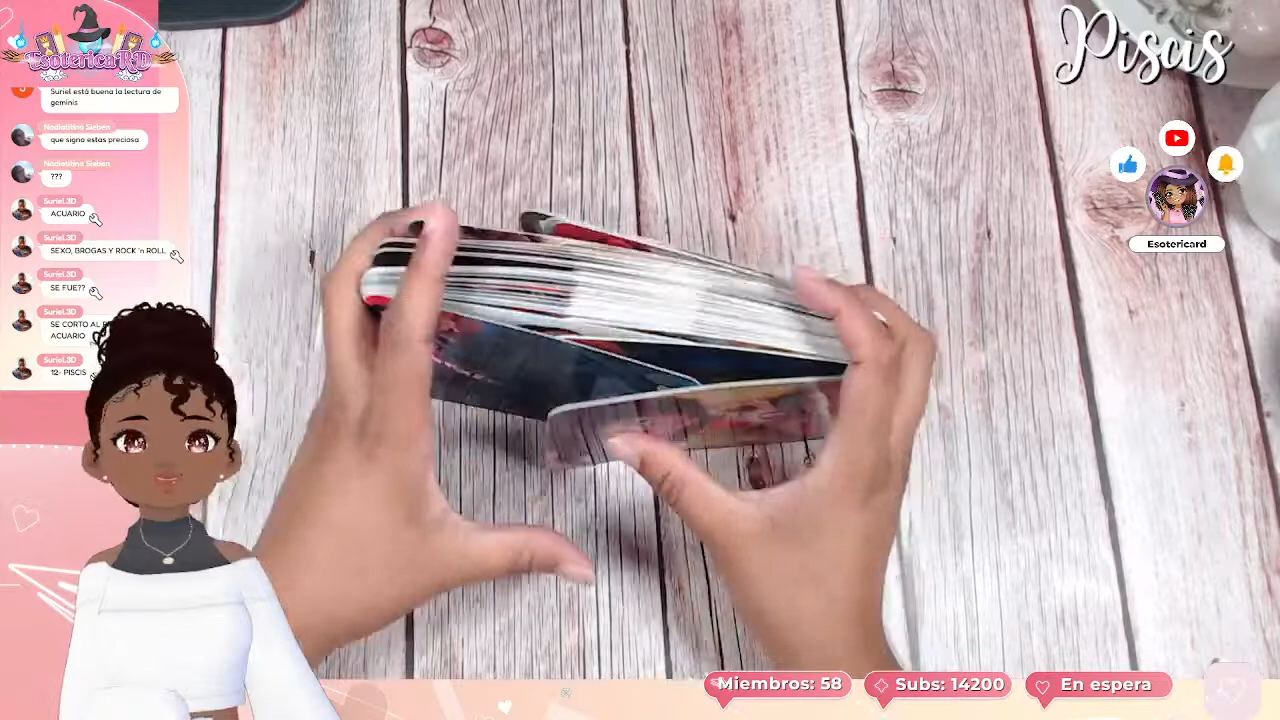 EsotericaRD
Suriel está buena la lectura de
geminis
Nadiatitina Sieben
que signo estas preciosa
Nadiatitina Sieben
???
Suriel.3D
ACUARIO
Suriel.3D
SEXO, BROGAS Y ROCK 'n ROLL
Suriel.3D
SE FUE??
Suriel.3D
SE CORTO AL
ACUARIO
Suriel.3D
12- PISCIS
Piscis
Esotericard
Miembros: 58
Subs: 14200
En espera